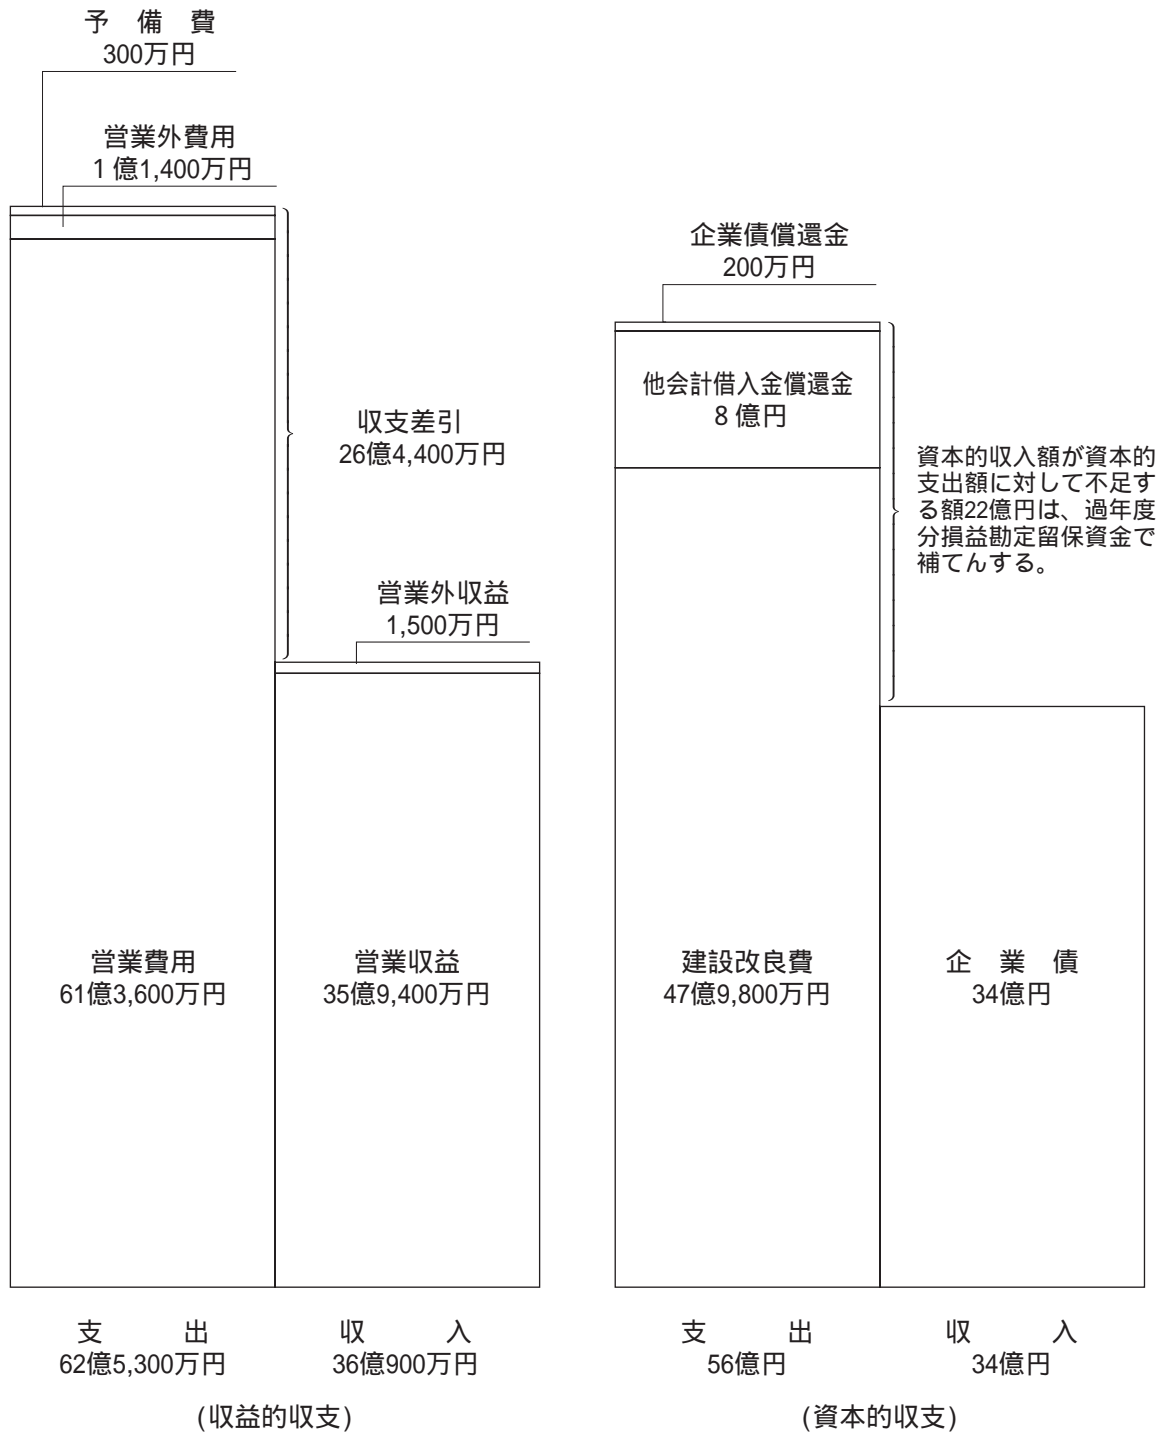 予　備　費
300万円
営業外費用
1億1,400万円
収支差引
26億4,400万円
営業外収益
1,500万円
営業費用
61億3,600万円
営業収益
35億9,400万円
支　　出
62億5,300万円
収　　入
36億900万円
(収益的収支)
企業債償還金
200万円
他会計借入金償還金
8億円
資本的収入額が資本的
支出額に対して不足す
る額22億円は、過年度
分損益勘定留保資金で
補てんする。
建設改良費
47億9,800万円
企　業　債
34億円
支　　出
56億円
収　　入
34億円
(資本的収支)